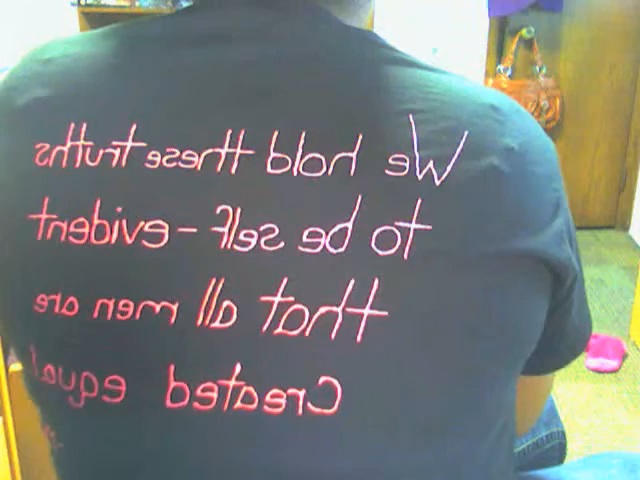 We hold these truths
to be self-evident
that all men are
Created equal